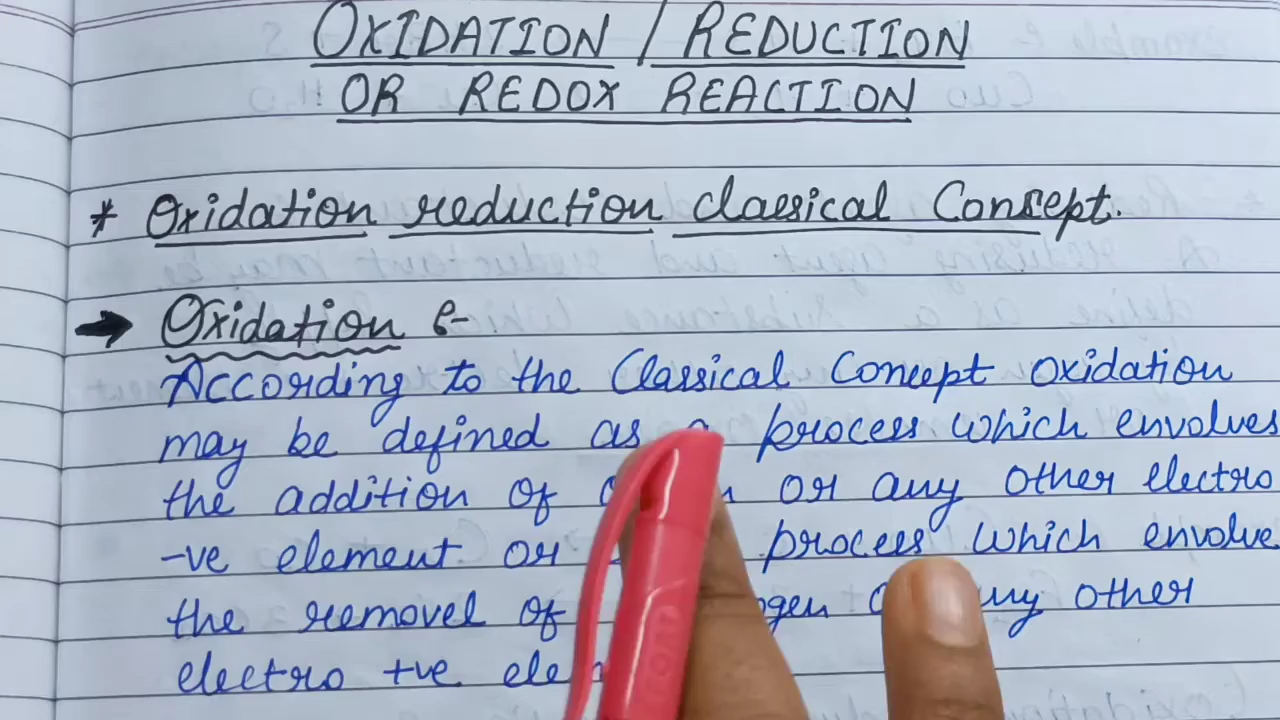 OXIDATION / REDUCTION
OR REDOX REACTION
* Oxidation reduction classical Concept.
→ Oxidation :-
According to the Classical Concept oxidation
may be defined as a process which envolves
the addition of or any other electro
-ve element or process which envolve
the removel of any other
electro +ve